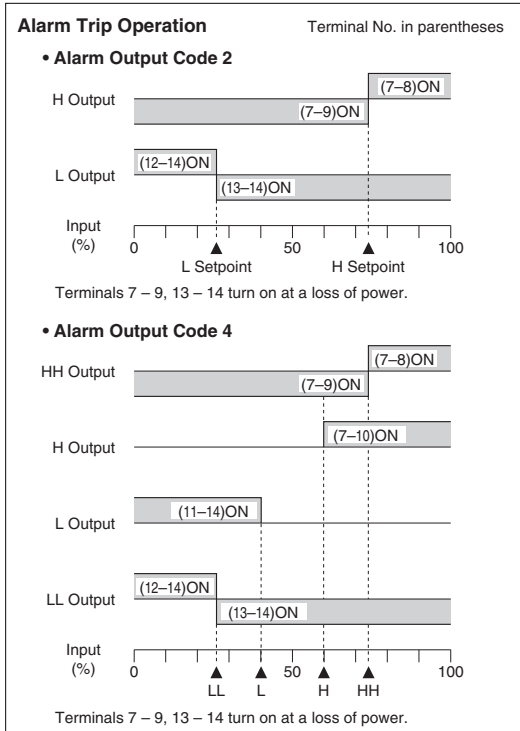 Alarm Trip Operation Terminal No. in parentheses
• Alarm Output Code 2
H Output
(7–8)ON
(7–9)ON
L Output
(12–14)ON
(13–14)ON
Input
(%)
0 50 100
L Setpoint H Setpoint
Terminals 7 – 9, 13 – 14 turn on at a loss of power.
• Alarm Output Code 4
HH Output
(7–8)ON
(7–9)ON
H Output
(7–10)ON
L Output
(11–14)ON
LL Output
(12–14)ON
(13–14)ON
Input
(%)
0 50 100
LL L H HH
Terminals 7 – 9, 13 – 14 turn on at a loss of power.